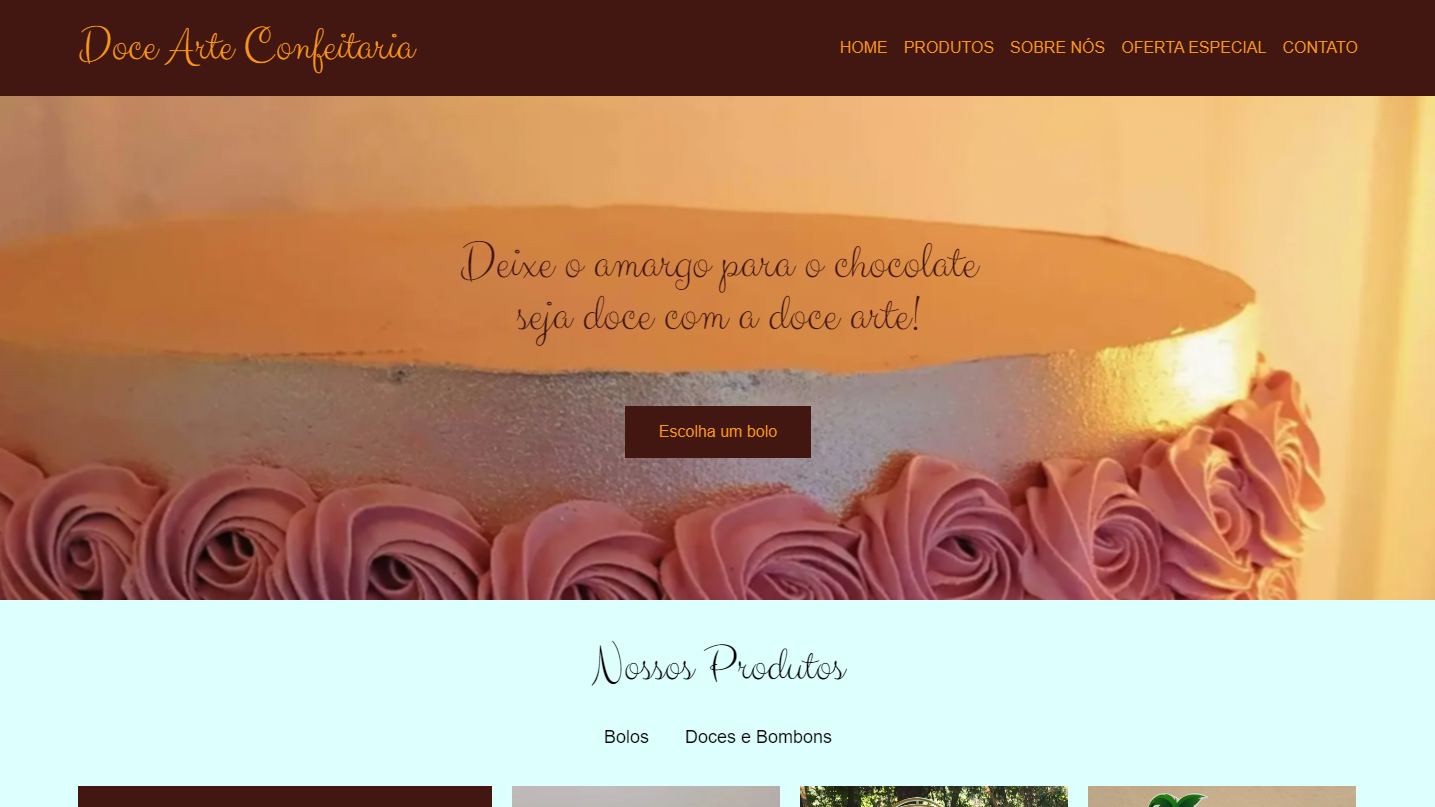 Doce Arte Confeitaria
HOME PRODUTOS SOBRE NÓS OFERTA ESPECIAL CONTATO
Deixe o amargo para o chocolate
seja doce com a doce arte!
Escolha um bolo
Nossos Produtos
Bolos Doces e Bombons